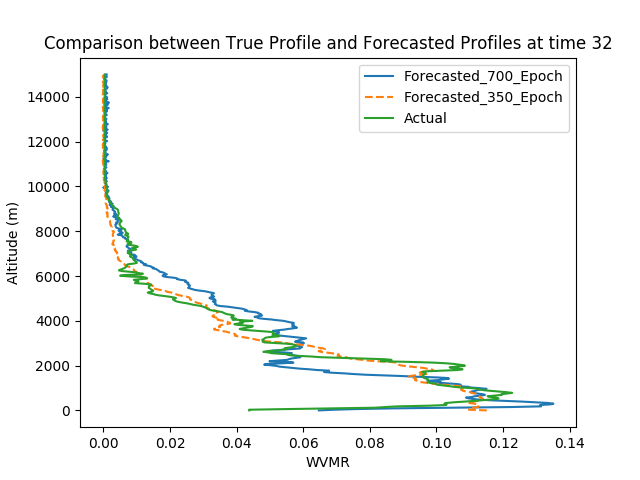 Comparison between True Profile and Forecasted Profiles at time 32
Forecasted_700_Epoch
Forecasted_350_Epoch
Actual
14000
12000
10000
8000
6000
4000
2000
0
Altitude (m)
0.00 0.02 0.04 0.06 0.08 0.10 0.12 0.14
WVMR